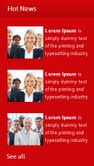 Hot News
Lorem Ipsum is
simply dummy text
of the printing and
typesetting industry
Lorem Ipsum is
simply dummy text
of the printing and
typesetting industry
Lorem Ipsum is
simply dummy text
of the printing and
typesetting industry
See all